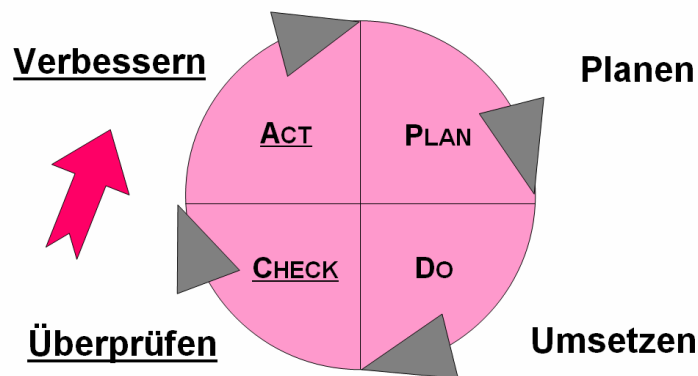 Verbessern
Planen
ACT
PLAN
CHECK
DO
Überprüfen
Umsetzen